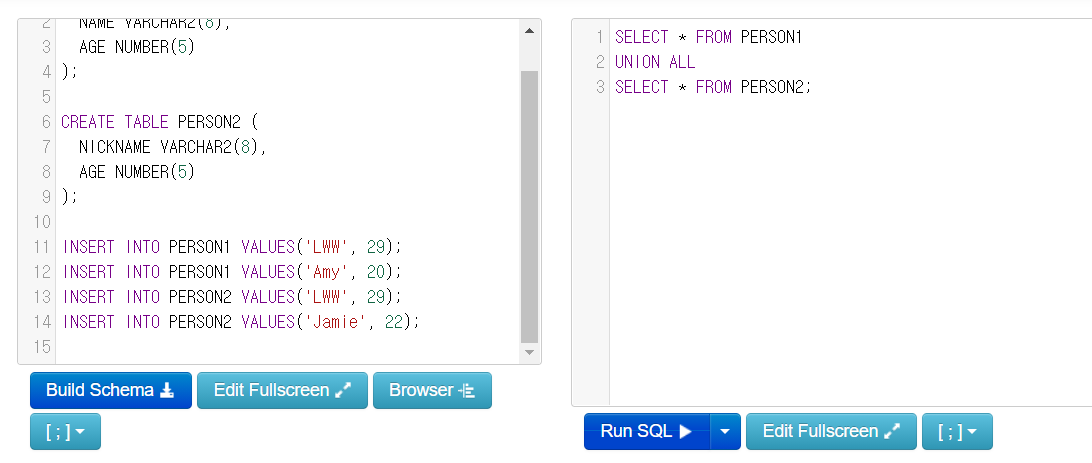 2 NAME VARCHAR2(8),
3 AGE NUMBER(5)
4 );
5
6 CREATE TABLE PERSON2 (
7 NICKNAME VARCHAR2(8),
8 AGE NUMBER(5)
9 );
10
11 INSERT INTO PERSON1 VALUES('LWW', 29);
12 INSERT INTO PERSON1 VALUES('Amy', 20);
13 INSERT INTO PERSON2 VALUES('LWW', 29);
14 INSERT INTO PERSON2 VALUES('Jamie', 22);
15
Build Schema Edit Fullscreen Browser
[ ; ]
1 SELECT * FROM PERSON1
2 UNION ALL
3 SELECT * FROM PERSON2;
Run SQL Edit Fullscreen [ ; ]